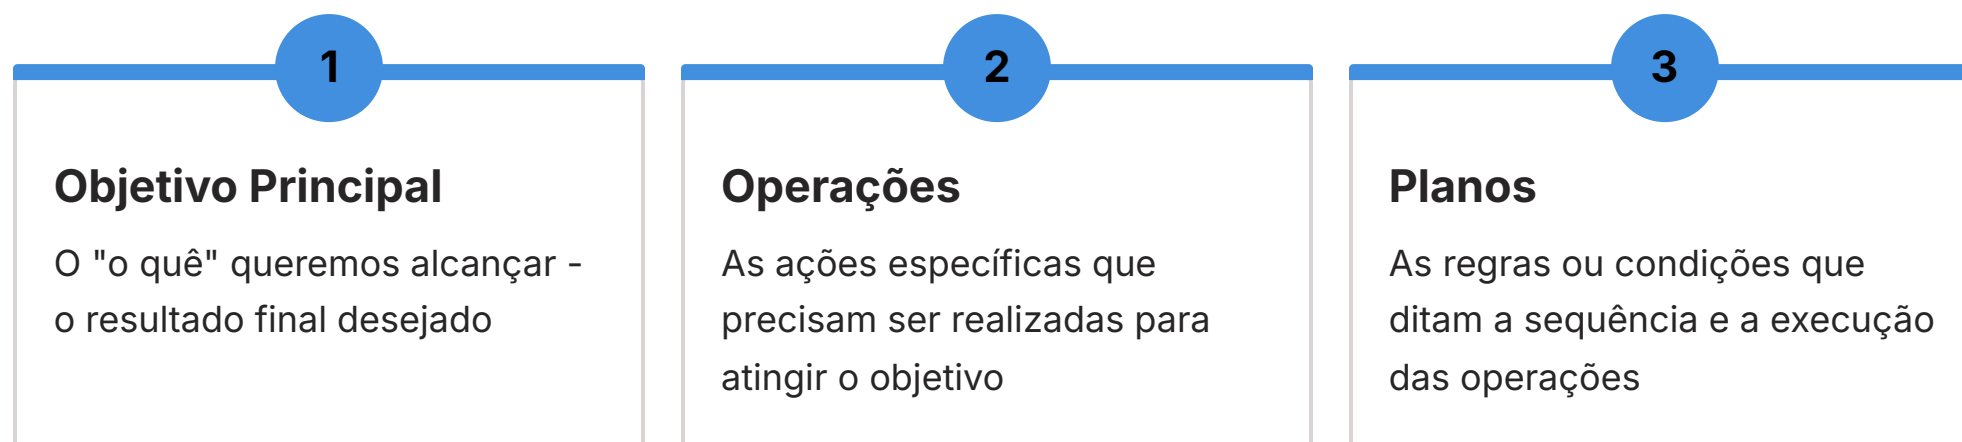 1
Objetivo Principal
O "o quê" queremos alcançar -
o resultado final desejado
2
Operações
As ações específicas que
precisam ser realizadas para
atingir o objetivo
3
Planos
As regras ou condições que
ditam a sequência e a execução
das operações